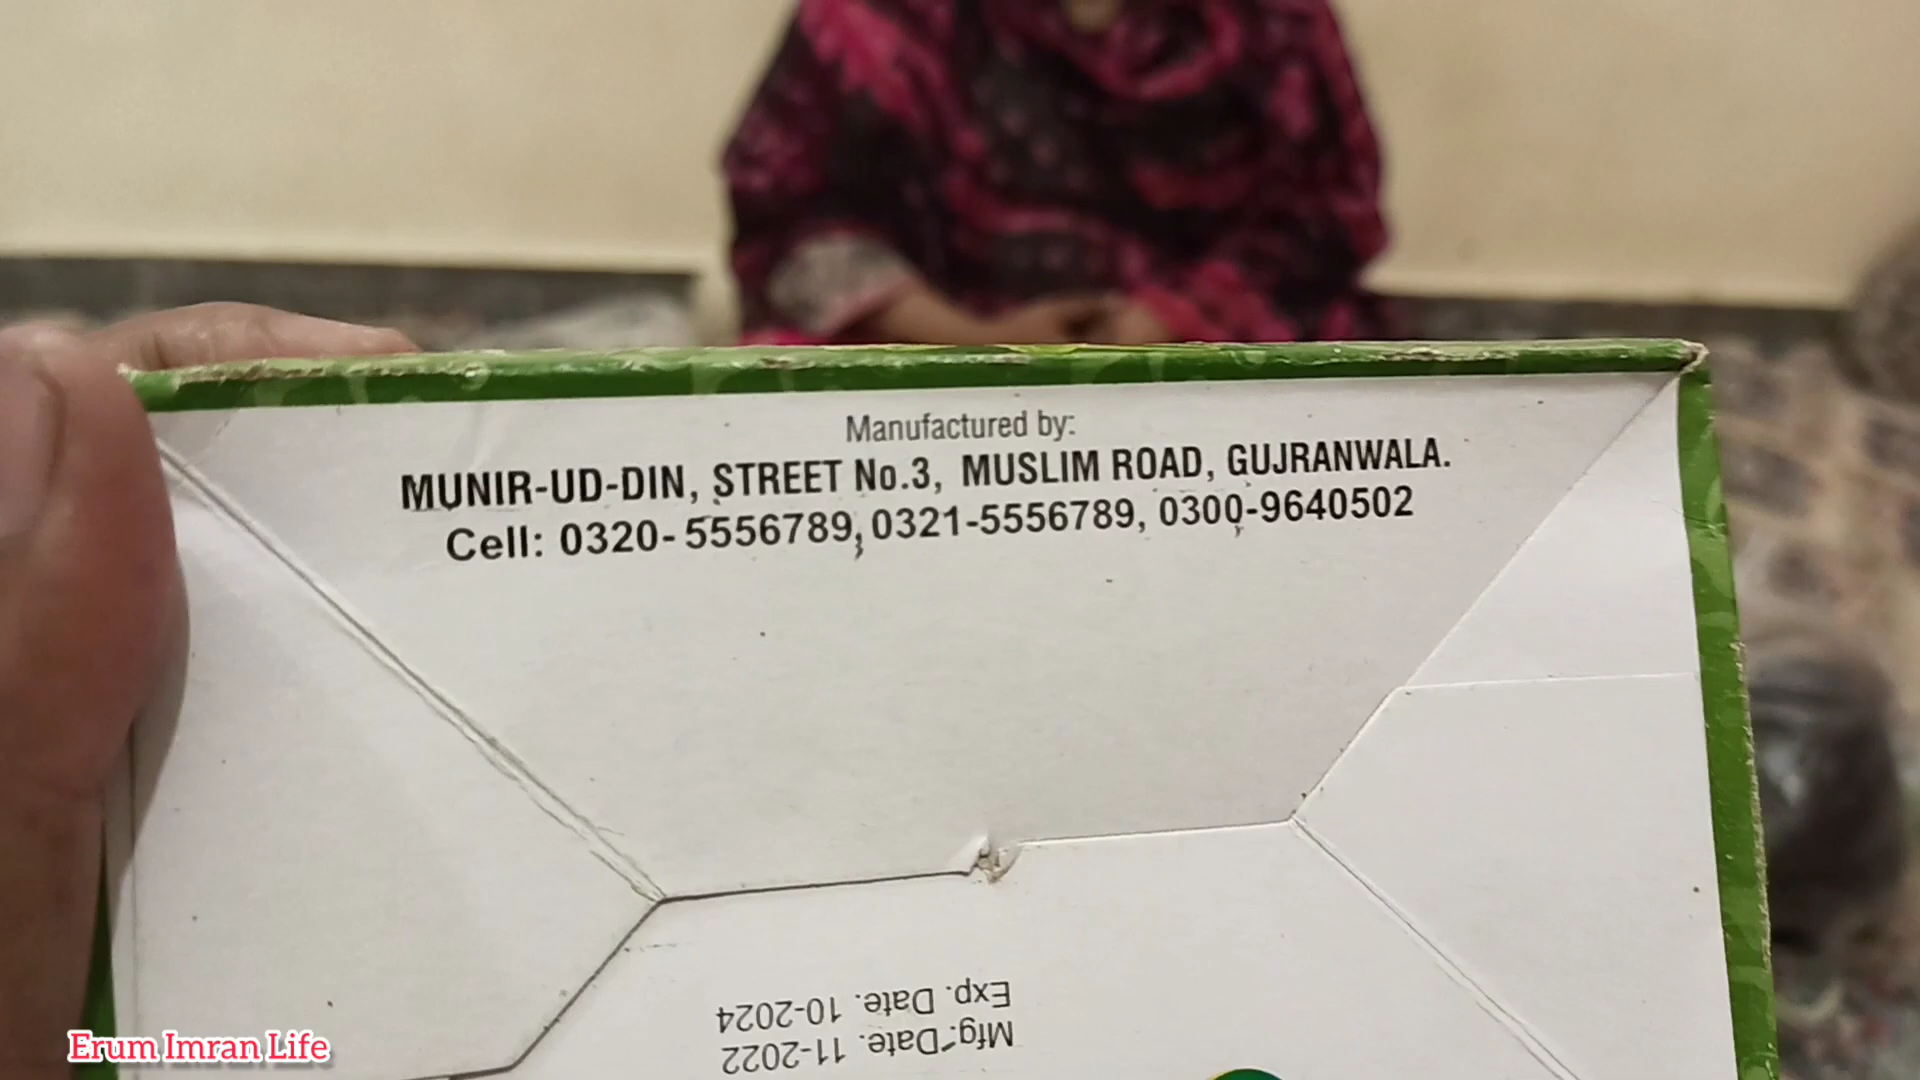 Manufactured by:
MUNIR-UD-DIN, STREET No.3, MUSLIM ROAD, GUJRANWALA.
Cell: 0320-5556789, 0321-5556789, 0300-9640502
Mfg. Date. 11-2022
Exp. Date. 10-2024
Erum Imran Life